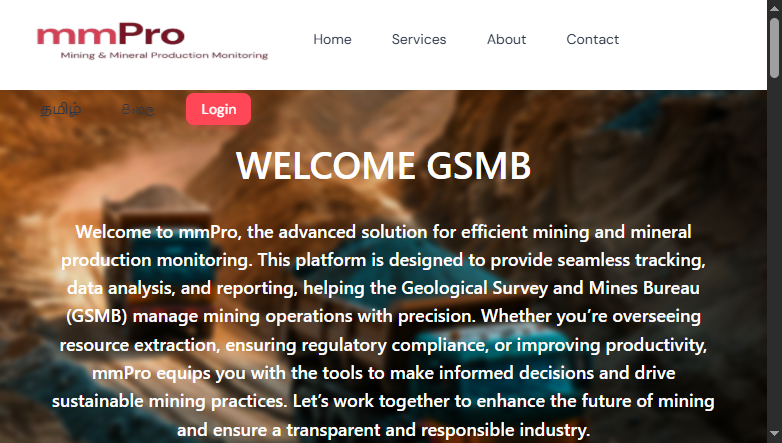 mmPro
Mining & Mineral Production Monitoring
Home
Services
About
Contact
தமிழ்
Login
WELCOME GSMB
Welcome to mmPro, the advanced solution for efficient mining and mineral
production monitoring. This platform is designed to provide seamless tracking,
data analysis, and reporting, helping the Geological Survey and Mines Bureau
(GSMB) manage mining operations with precision. Whether you’re overseeing
resource extraction, ensuring regulatory compliance, or improving productivity,
mmPro equips you with the tools to make informed decisions and drive
sustainable mining practices. Let’s work together to enhance the future of mining
and ensure a transparent and responsible industry.